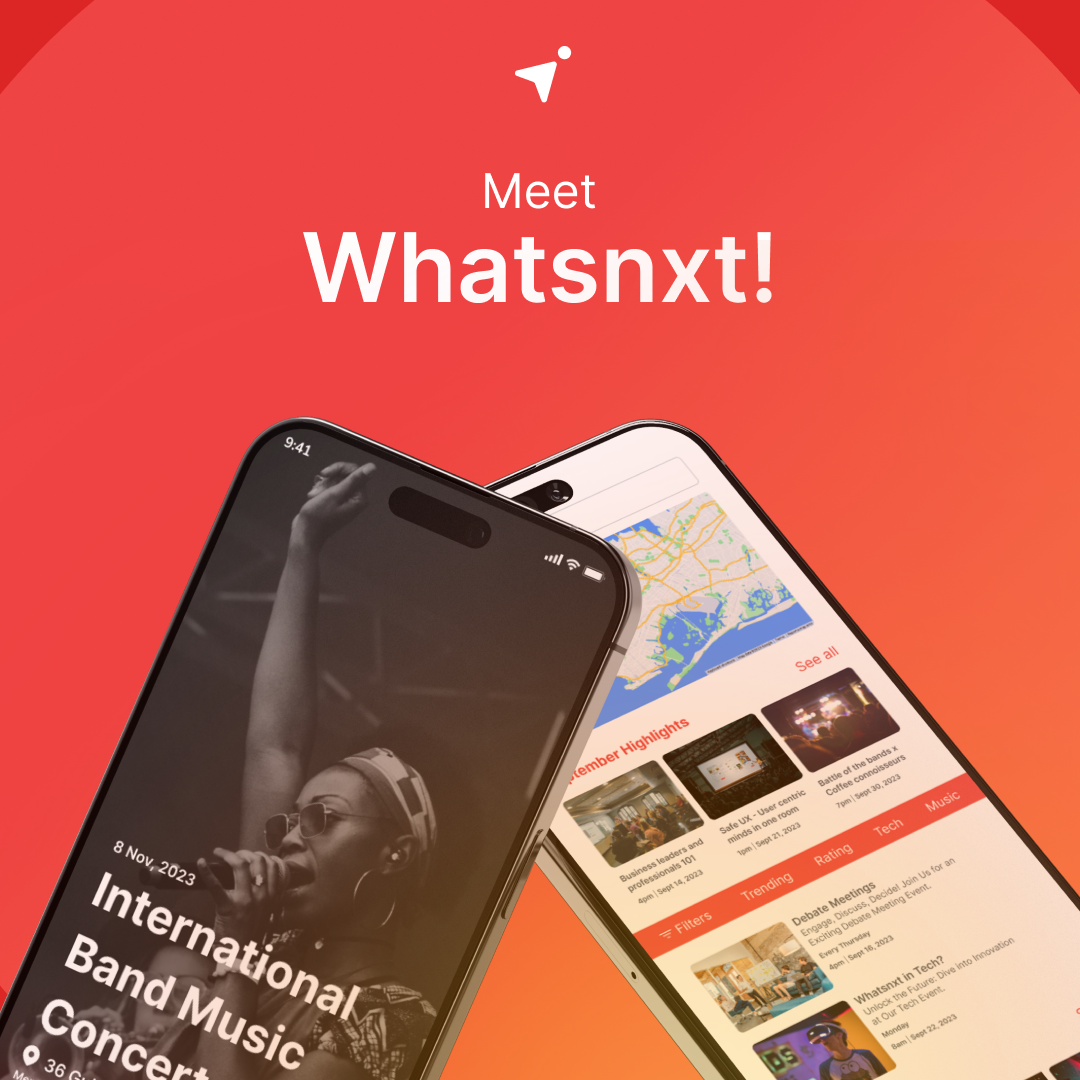 Meet
Whatsnxt!
9:41
8 Nov, 2023
International
Band Music
Concert
36
See all
tember Highlights
Business leaders and
professionals 101
4pm | Sept 14, 2023
Safe UX - User centric
minds in one room
1pm | Sept 21, 2023
Battle of the bands x
Coffee connoisseurs
7pm | Sept 30, 2023
Filters Trending Rating Tech Music
Debate Meetings
Engage, Discuss, Decide! Join Us for an
Exciting Debate Meeting Event.
Every Thursday
4pm | Sept 16, 2023
Whatsnxt in Tech?
Unlock the Future: Dive into Innovation
at Our Tech Event.
Monday
8am | Sept 22, 2023